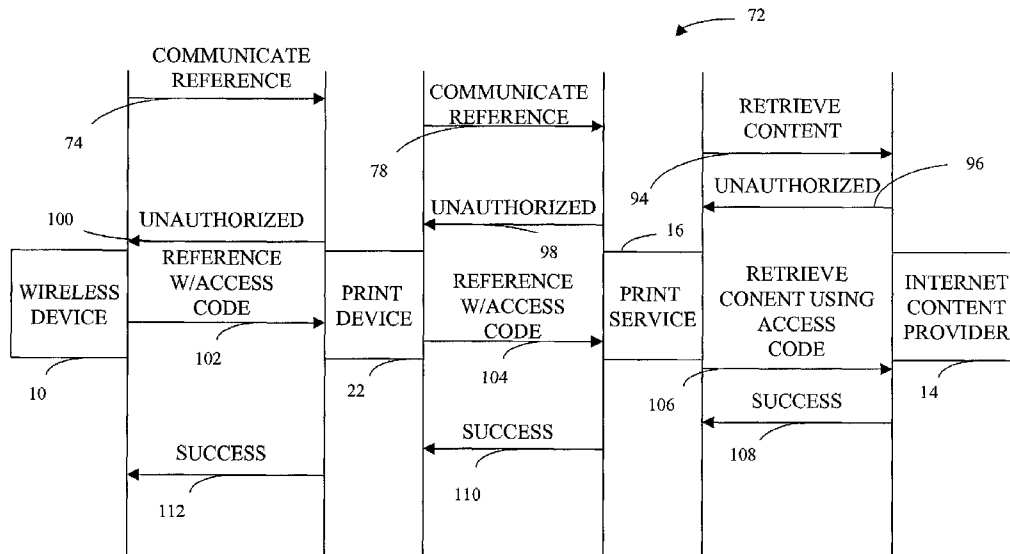 72
COMMUNICATE
REFERENCE
74
COMMUNICATE
REFERENCE
78
RETRIEVE
CONTENT
94
UNAUTHORIZED
96
100
UNAUTHORIZED
UNAUTHORIZED
98
16
WIRELESS
DEVICE
10
REFERENCE
W/ACCESS
CODE
102
PRINT
DEVICE
22
REFERENCE
W/ACCESS
CODE
104
PRINT
SERVICE
RETRIEVE
CONENT USING
ACCESS
CODE
106
INTERNET
CONTENT
PROVIDER
14
SUCCESS
108
SUCCESS
110
SUCCESS
112